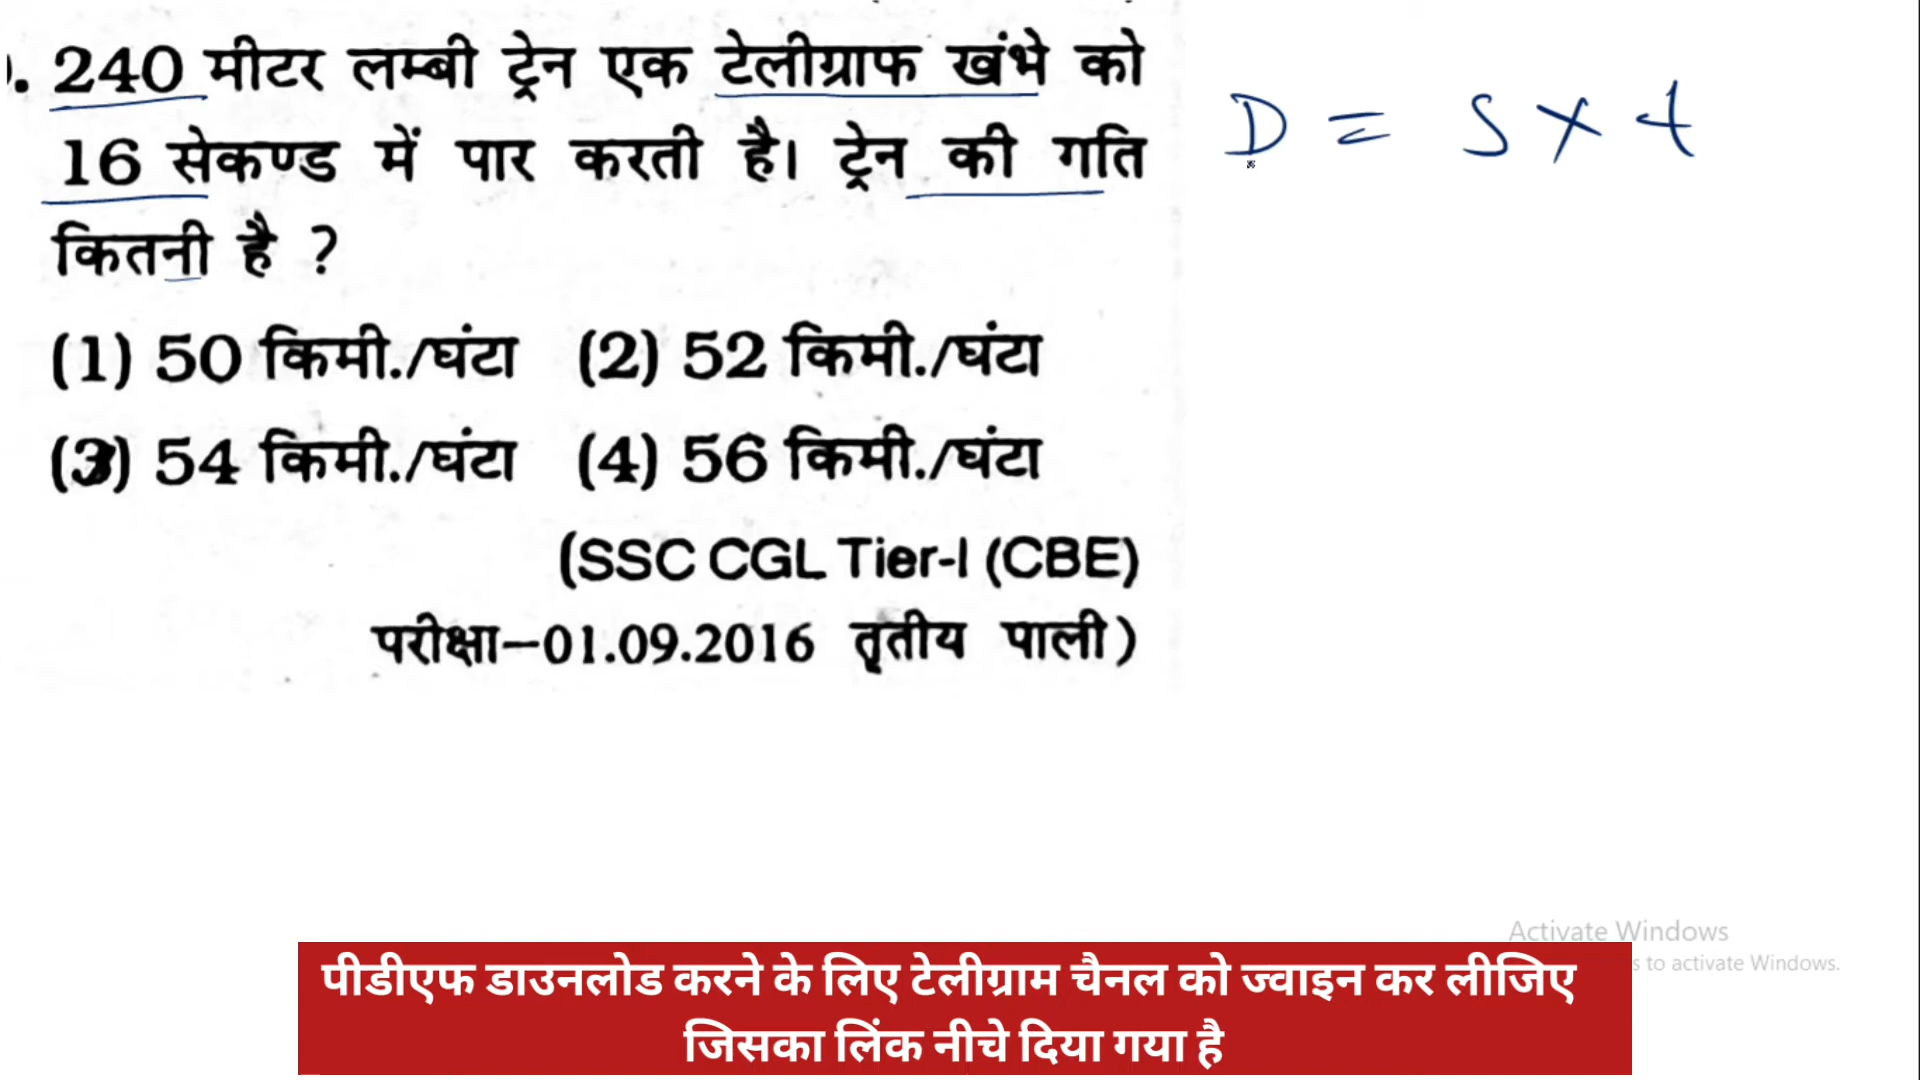 . 240 मीटर लम्बी ट्रेन एक टेलीग्राफ खंभे को
16 सेकण्ड में पार करती है। ट्रेन की गति
कितनी है ?
(1) 50 किमी./घंटा (2) 52 किमी./घंटा
(3) 54 किमी./घंटा (4) 56 किमी./घंटा
(SSC CGL Tier-I (CBE)
परीक्षा–01.09.2016 तृतीय पाली)
D = S × t
Activate Windows
s to activate Windows.
पीडीएफ डाउनलोड करने के लिए टेलीग्राम चैनल को ज्वाइन कर लीजिए
जिसका लिंक नीचे दिया गया है